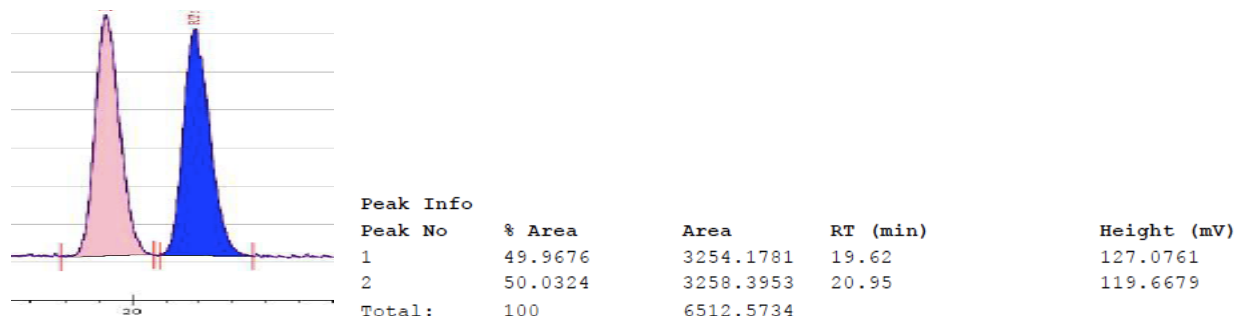 20
Peak Info
Peak No % Area Area RT (min) Height (mV)
1 49.9676 3254.1781 19.62 127.0761
2 50.0324 3258.3953 20.95 119.6679
Total: 100 6512.5734